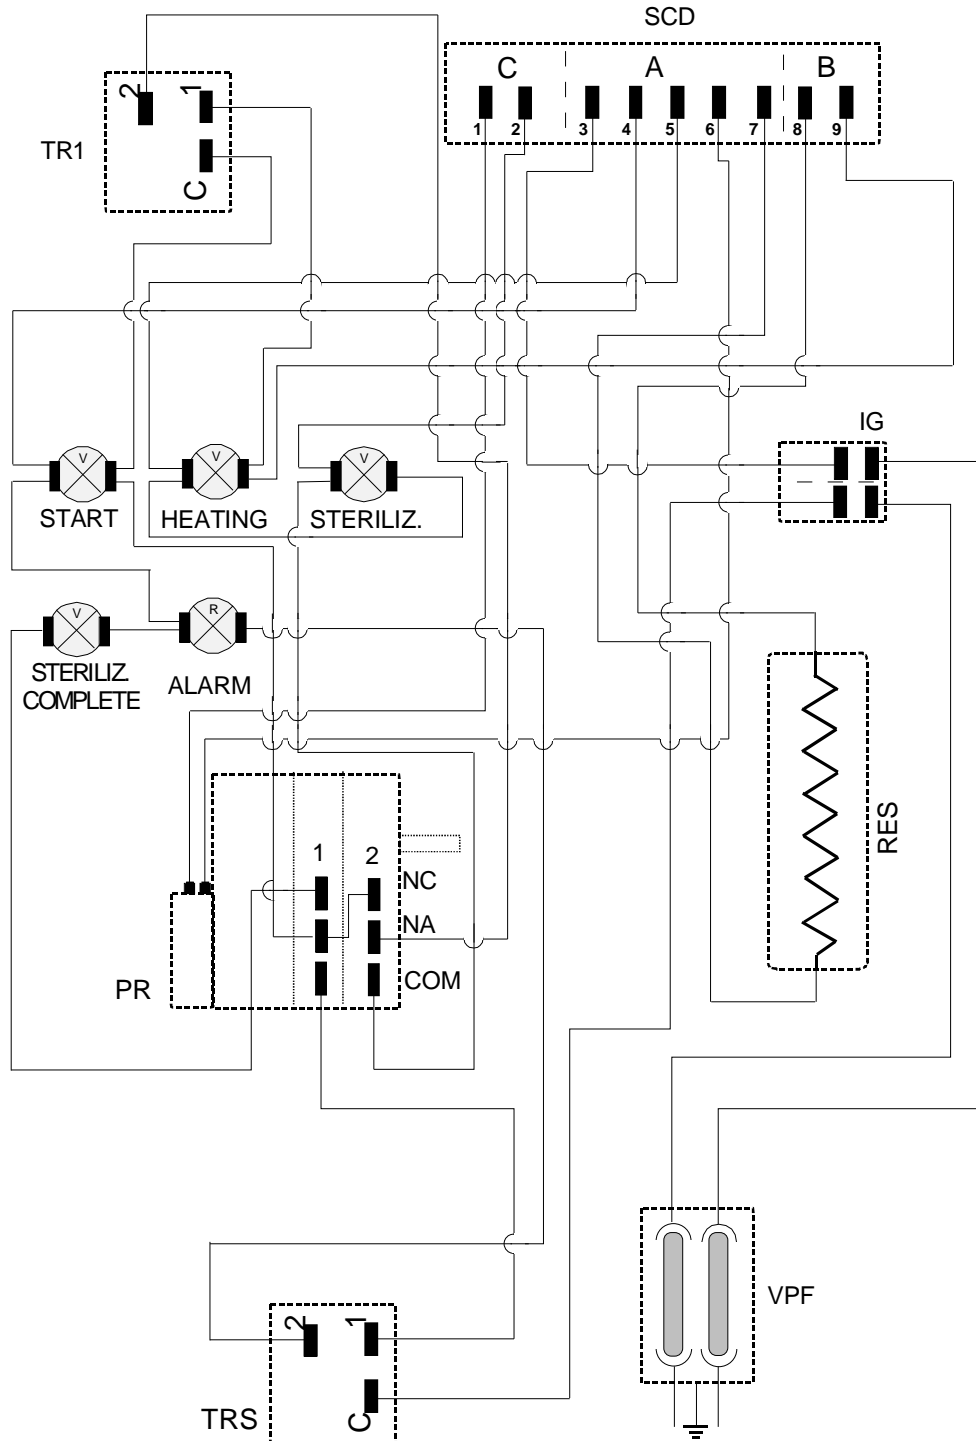 SCD
C A B
1 2 3 4 5 6 7 8 9
2 1
C
TR1
IG
V
START
V
HEATING
V
STERILIZ.
V
STERILIZ.
COMPLETE
R
ALARM
RES
1 2
NC
NA
COM
PR
VPF
2 1
C
TRS